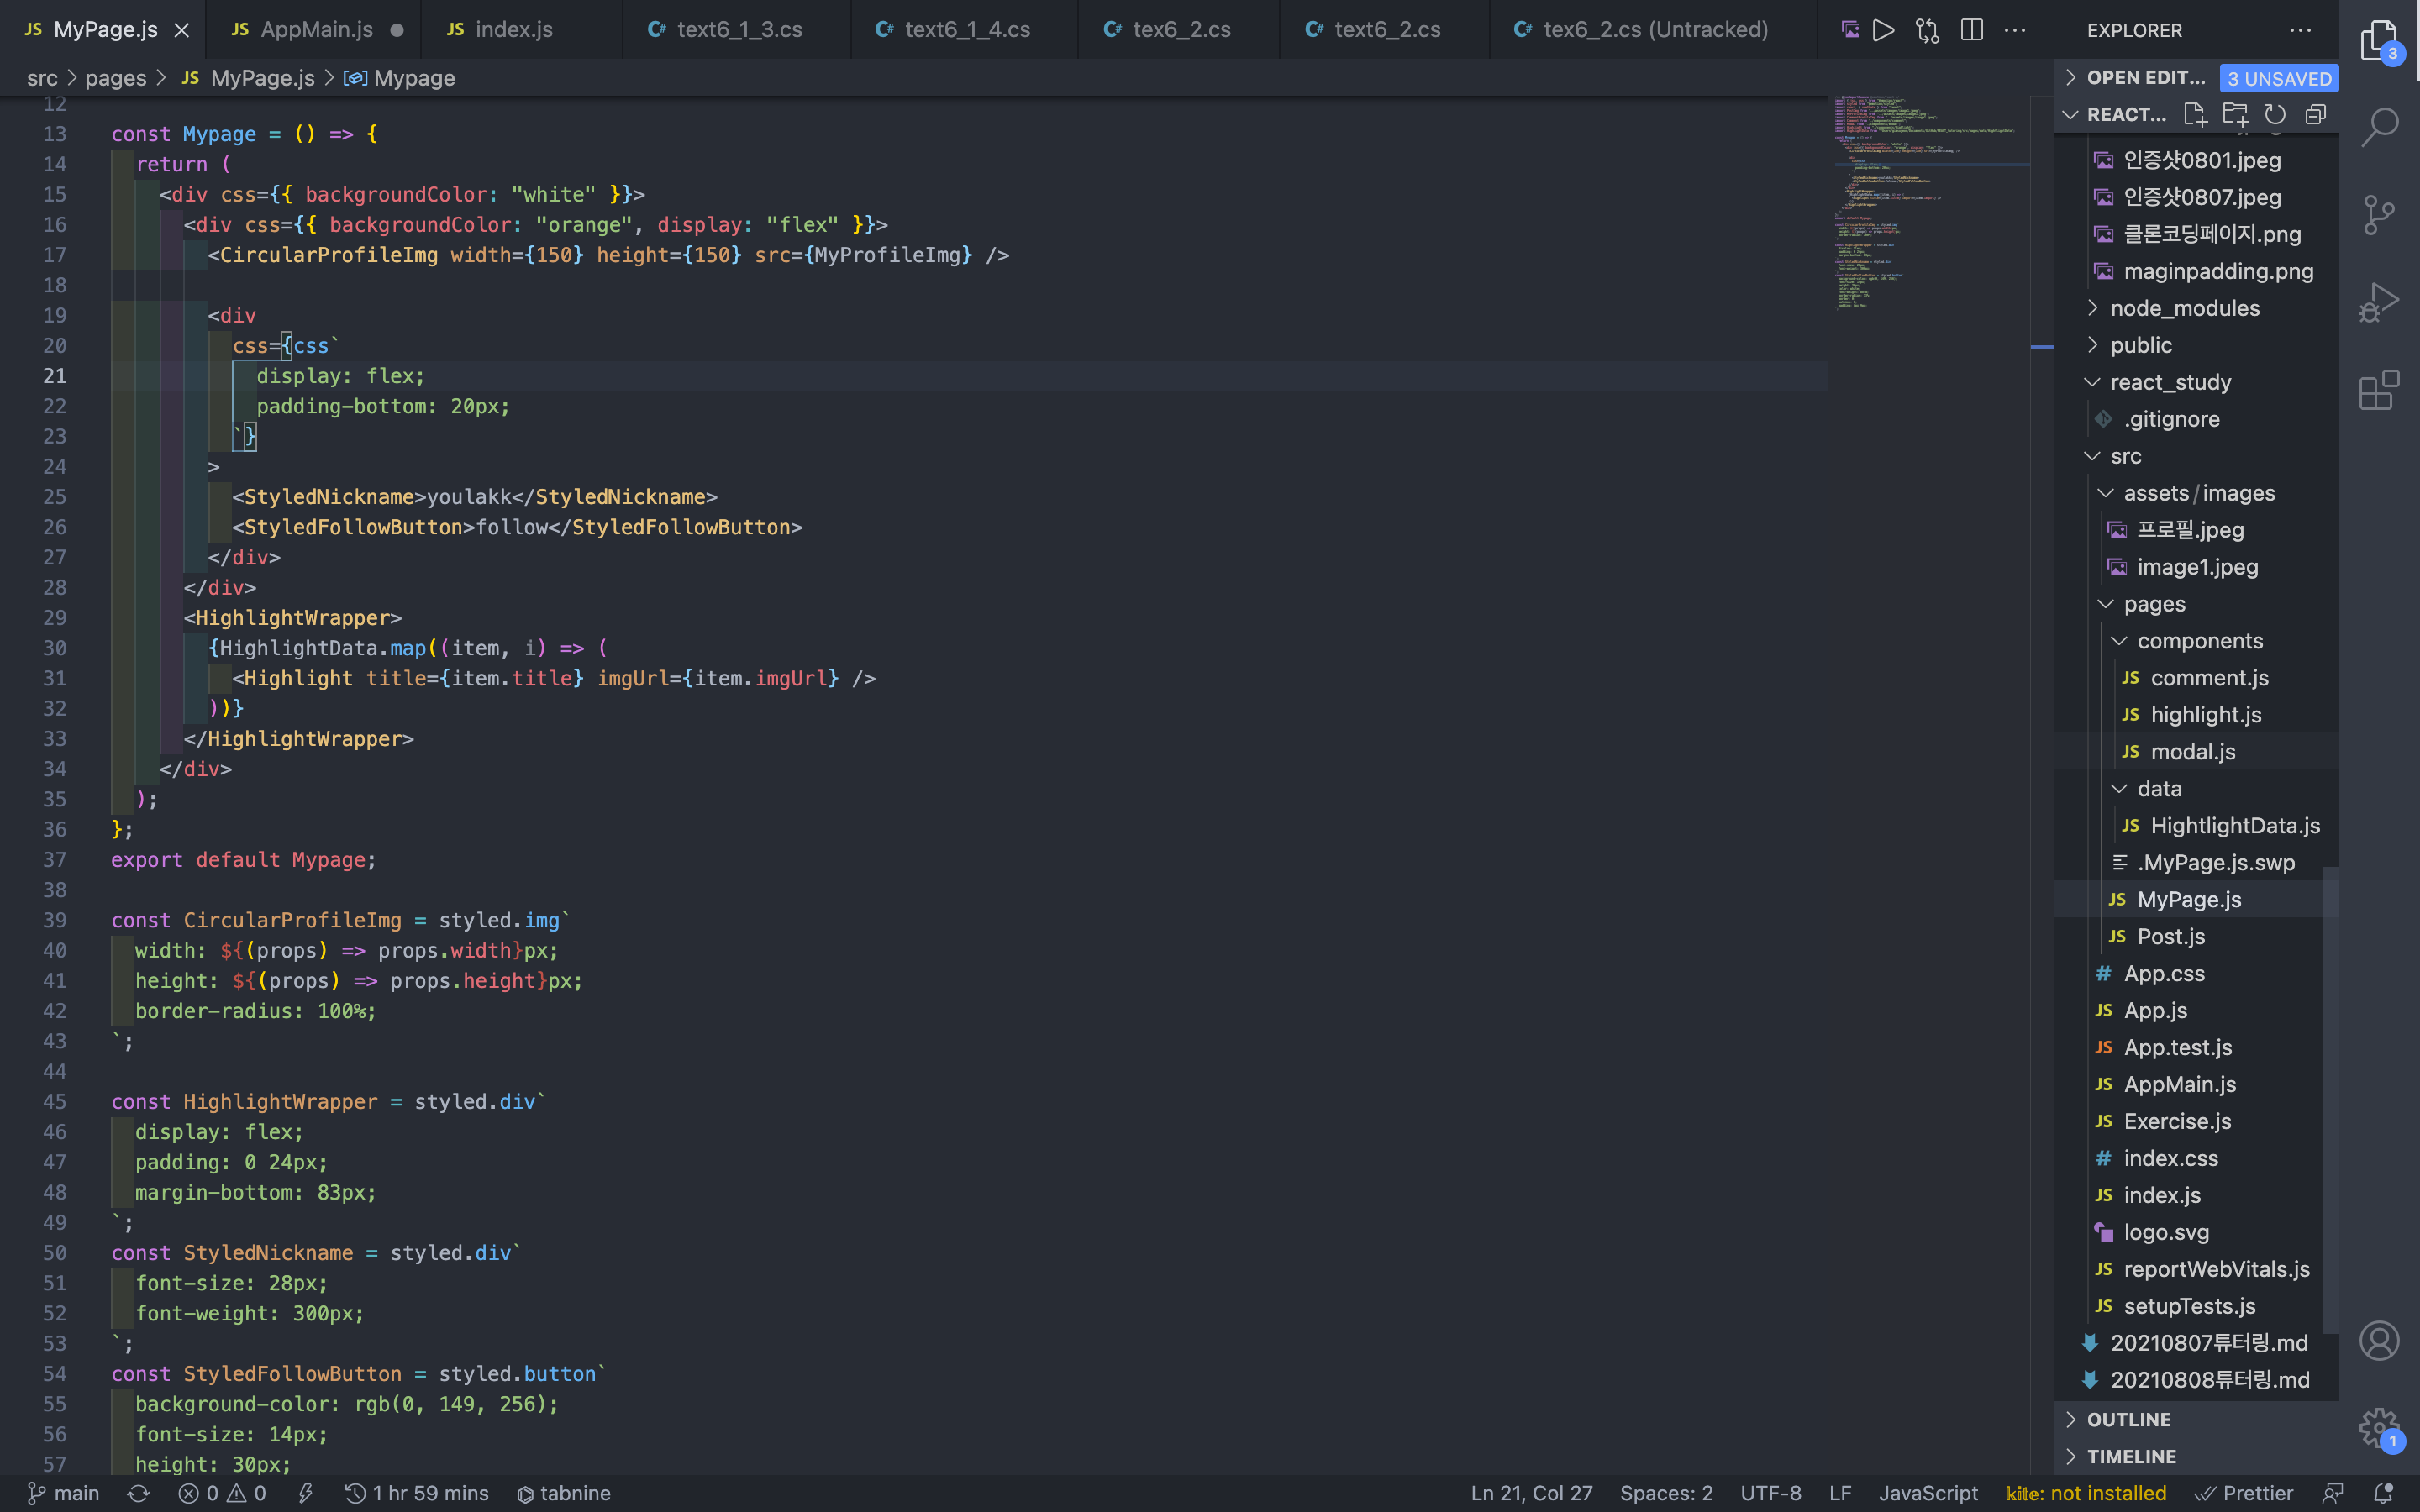 JS MyPage.js
JS AppMain.js
JS index.js
C# text6_1_3.cs
C# text6_1_4.cs
C# tex6_2.cs
C# text6_2.cs
C# tex6_2.cs (Untracked)
src > pages > JS MyPage.js > Mypage
12
13 const Mypage = () => {
14 return (
15 <div css={{ backgroundColor: "white" }}>
16 <div css={{ backgroundColor: "orange", display: "flex" }}>
17 <CircularProfileImg width={150} height={150} src={MyProfileImg} />
18
19 <div
20 css={css`
21 display: flex;
22 padding-bottom: 20px;
23 `}
24 >
25 <StyledNickname>youlakk</StyledNickname>
26 <StyledFollowButton>follow</StyledFollowButton>
27 </div>
28 </div>
29 <HighlightWrapper>
30 {HighlightData.map((item, i) => (
31 <Highlight title={item.title} imgUrl={item.imgUrl} />
32 ))}
33 </HighlightWrapper>
34 </div>
35 );
36 };
37 export default Mypage;
38
39 const CircularProfileImg = styled.img`
40 width: ${(props) => props.width}px;
41 height: ${(props) => props.height}px;
42 border-radius: 100%;
43 `;
44
45 const HighlightWrapper = styled.div`
46 display: flex;
47 padding: 0 24px;
48 margin-bottom: 83px;
49 `;
50 const StyledNickname = styled.div`
51 font-size: 28px;
52 font-weight: 300px;
53 `;
54 const StyledFollowButton = styled.button`
55 background-color: rgb(0, 149, 256);
56 font-size: 14px;
57 height: 30px;
EXPLORER
OPEN EDIT... 3 UNSAVED
REACT...
인증샷0801.jpeg
인증샷0807.jpeg
클론코딩페이지.png
maginpadding.png
node_modules
public
react_study
.gitignore
src
assets/images
프로필.jpeg
image1.jpeg
pages
components
JS comment.js
JS highlight.js
JS modal.js
data
JS HightlightData.js
.MyPage.js.swp
JS MyPage.js
JS Post.js
# App.css
JS App.js
JS App.test.js
JS AppMain.js
JS Exercise.js
# index.css
JS index.js
logo.svg
JS reportWebVitals.js
JS setupTests.js
20210807튜터링.md
20210808튜터링.md
OUTLINE
TIMELINE
3
1
main 0 0 1 hr 59 mins tabnine
Ln 21, Col 27 Spaces: 2 UTF-8 LF JavaScript kite: not installed Prettier